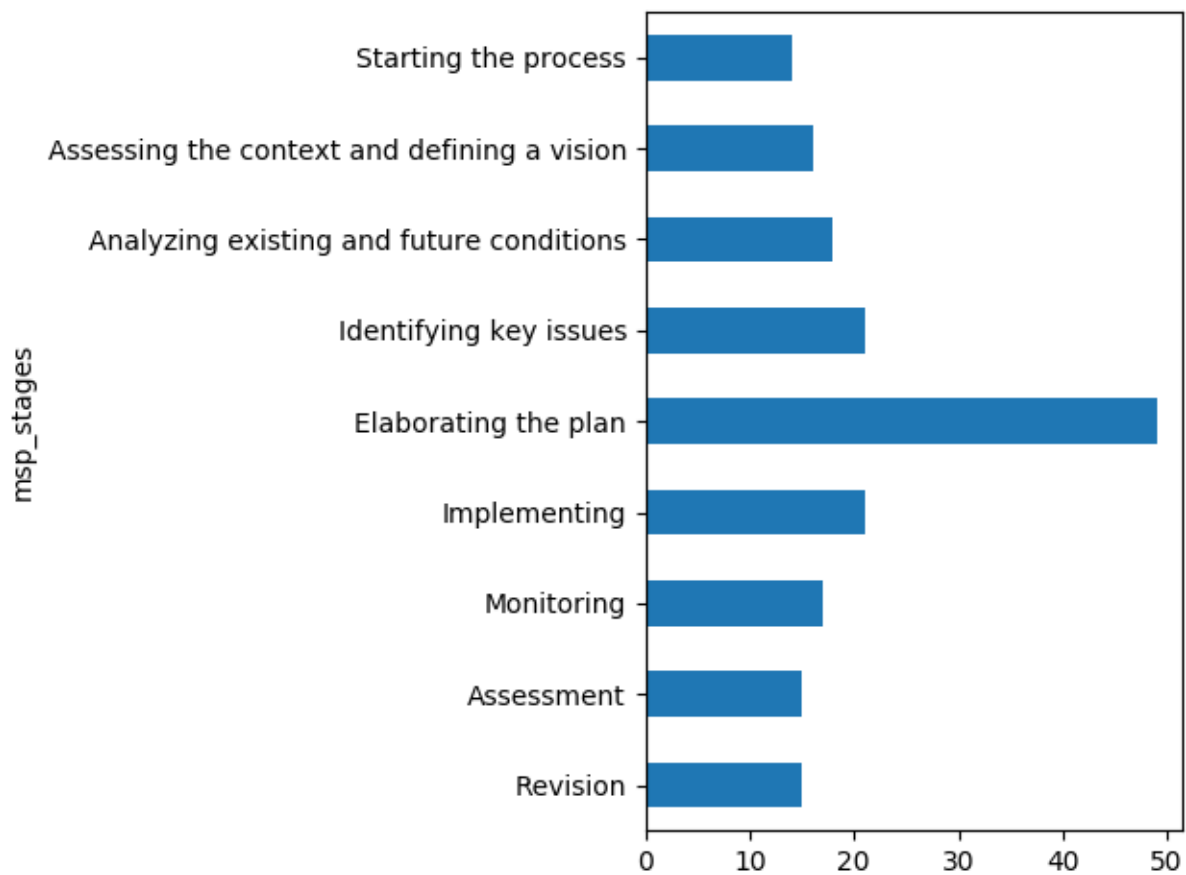 Starting the process
Assessing the context and defining a vision
Analyzing existing and future conditions
Identifying key issues
msp_stages
Elaborating the plan
Implementing
Monitoring
Assessment
Revision
0 10 20 30 40 50